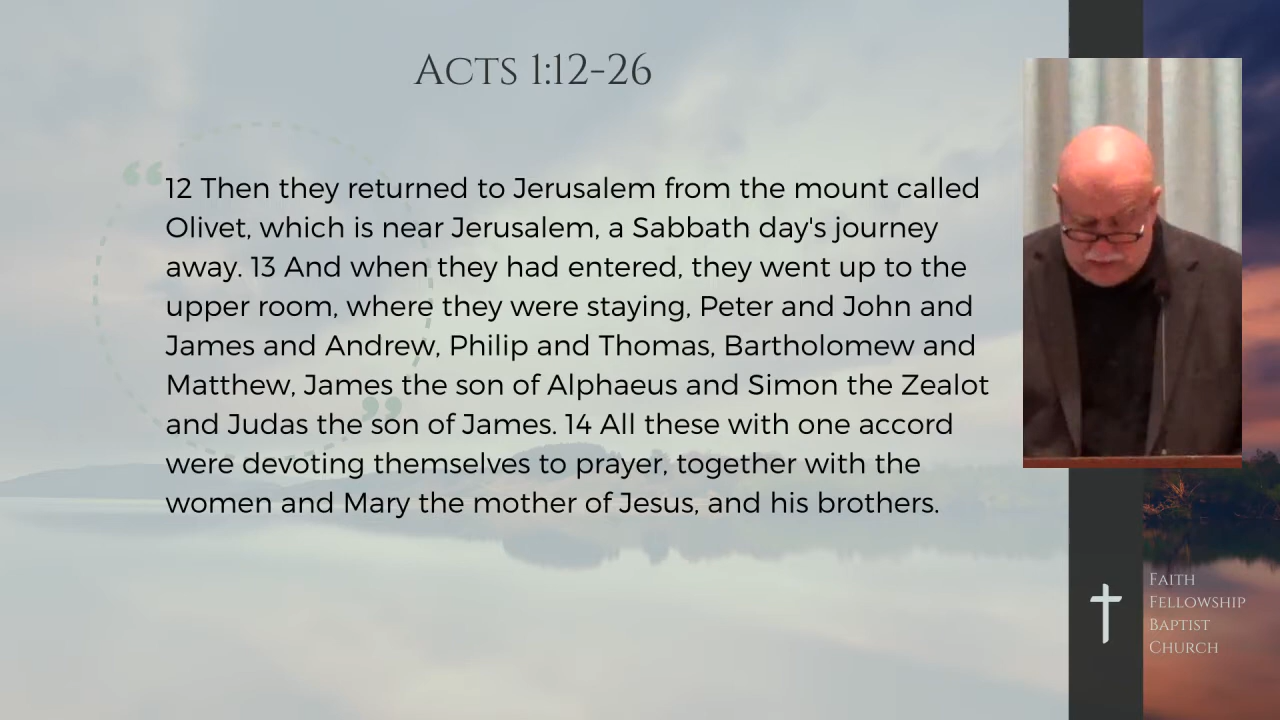 Acts 1:12-26
“
12 Then they returned to Jerusalem from the mount called
Olivet, which is near Jerusalem, a Sabbath day's journey
away. 13 And when they had entered, they went up to the
upper room, where they were staying, Peter and John and
James and Andrew, Philip and Thomas, Bartholomew and
Matthew, James the son of Alphaeus and Simon the Zealot
and Judas the son of James. 14 All these with one accord
were devoting themselves to prayer, together with the
women and Mary the mother of Jesus, and his brothers.
”
Faith
Fellowship
Baptist
Church